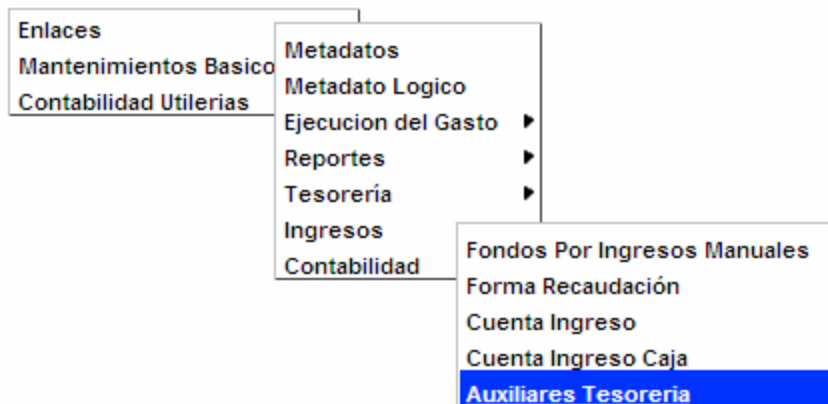 Enlaces
Mantenimientos Basico
Contabilidad Utilerias
Metadatos
Metadato Logico
Ejecucion del Gasto
Reportes
Tesorería
Ingresos
Contabilidad
Fondos Por Ingresos Manuales
Forma Recaudación
Cuenta Ingreso
Cuenta Ingreso Caja
Auxiliares Tesoreria